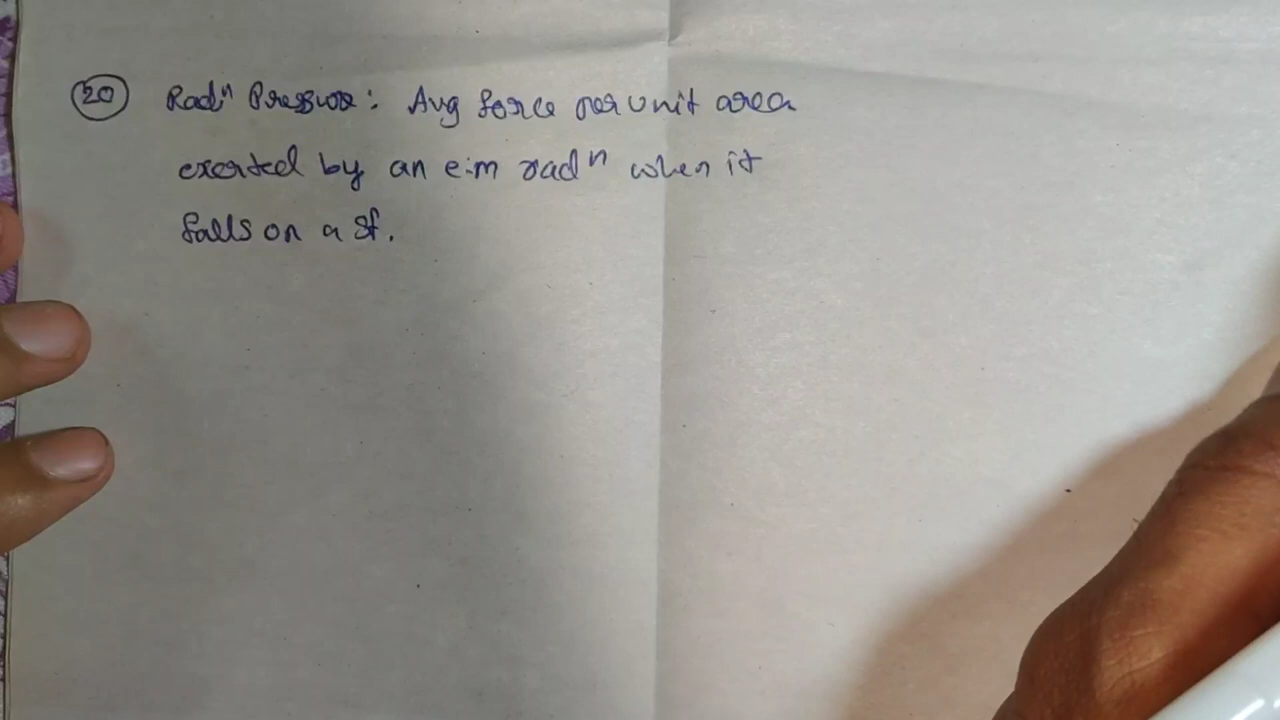 20 Radⁿ Pressure: Avg force per unit area
exerted by an e.m radⁿ when it
falls on a sf.